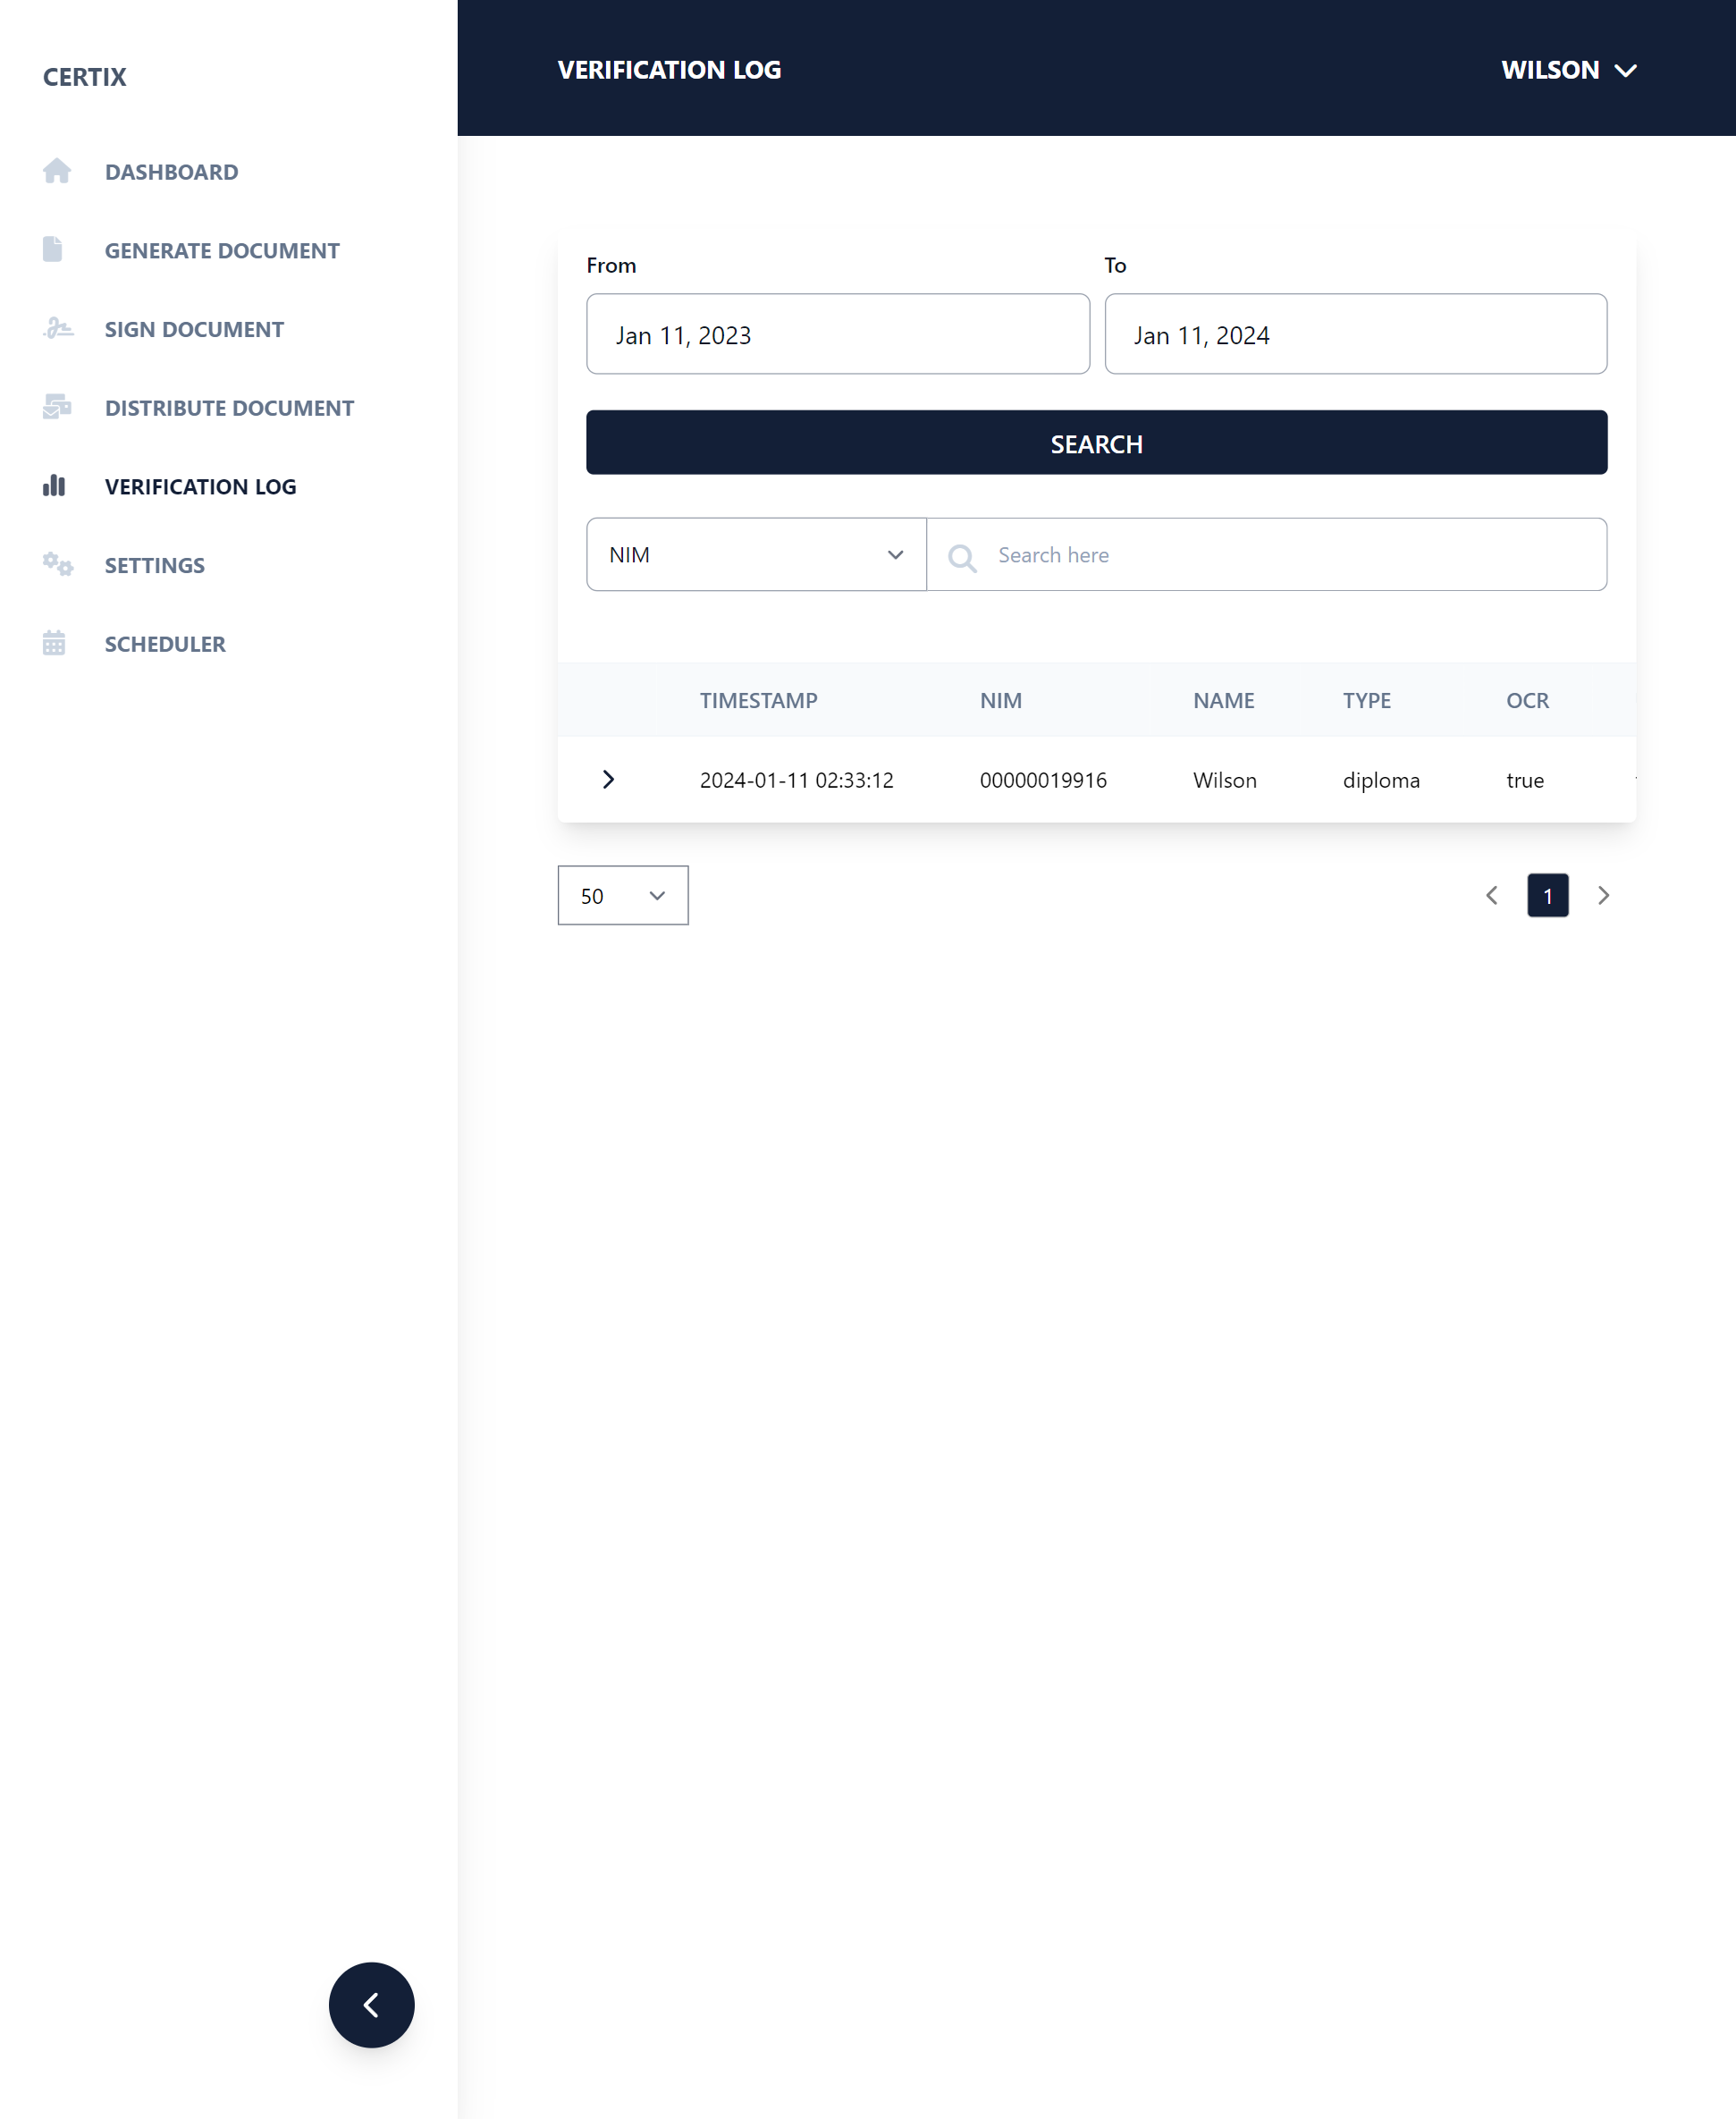 CERTIX
DASHBOARD
GENERATE DOCUMENT
SIGN DOCUMENT
DISTRIBUTE DOCUMENT
VERIFICATION LOG
SETTINGS
SCHEDULER
VERIFICATION LOG
WILSON
From To
Jan 11, 2023 Jan 11, 2024
SEARCH
NIM Search here
TIMESTAMP NIM NAME TYPE OCR
2024-01-11 02:33:12 00000019916 Wilson diploma true
50 1